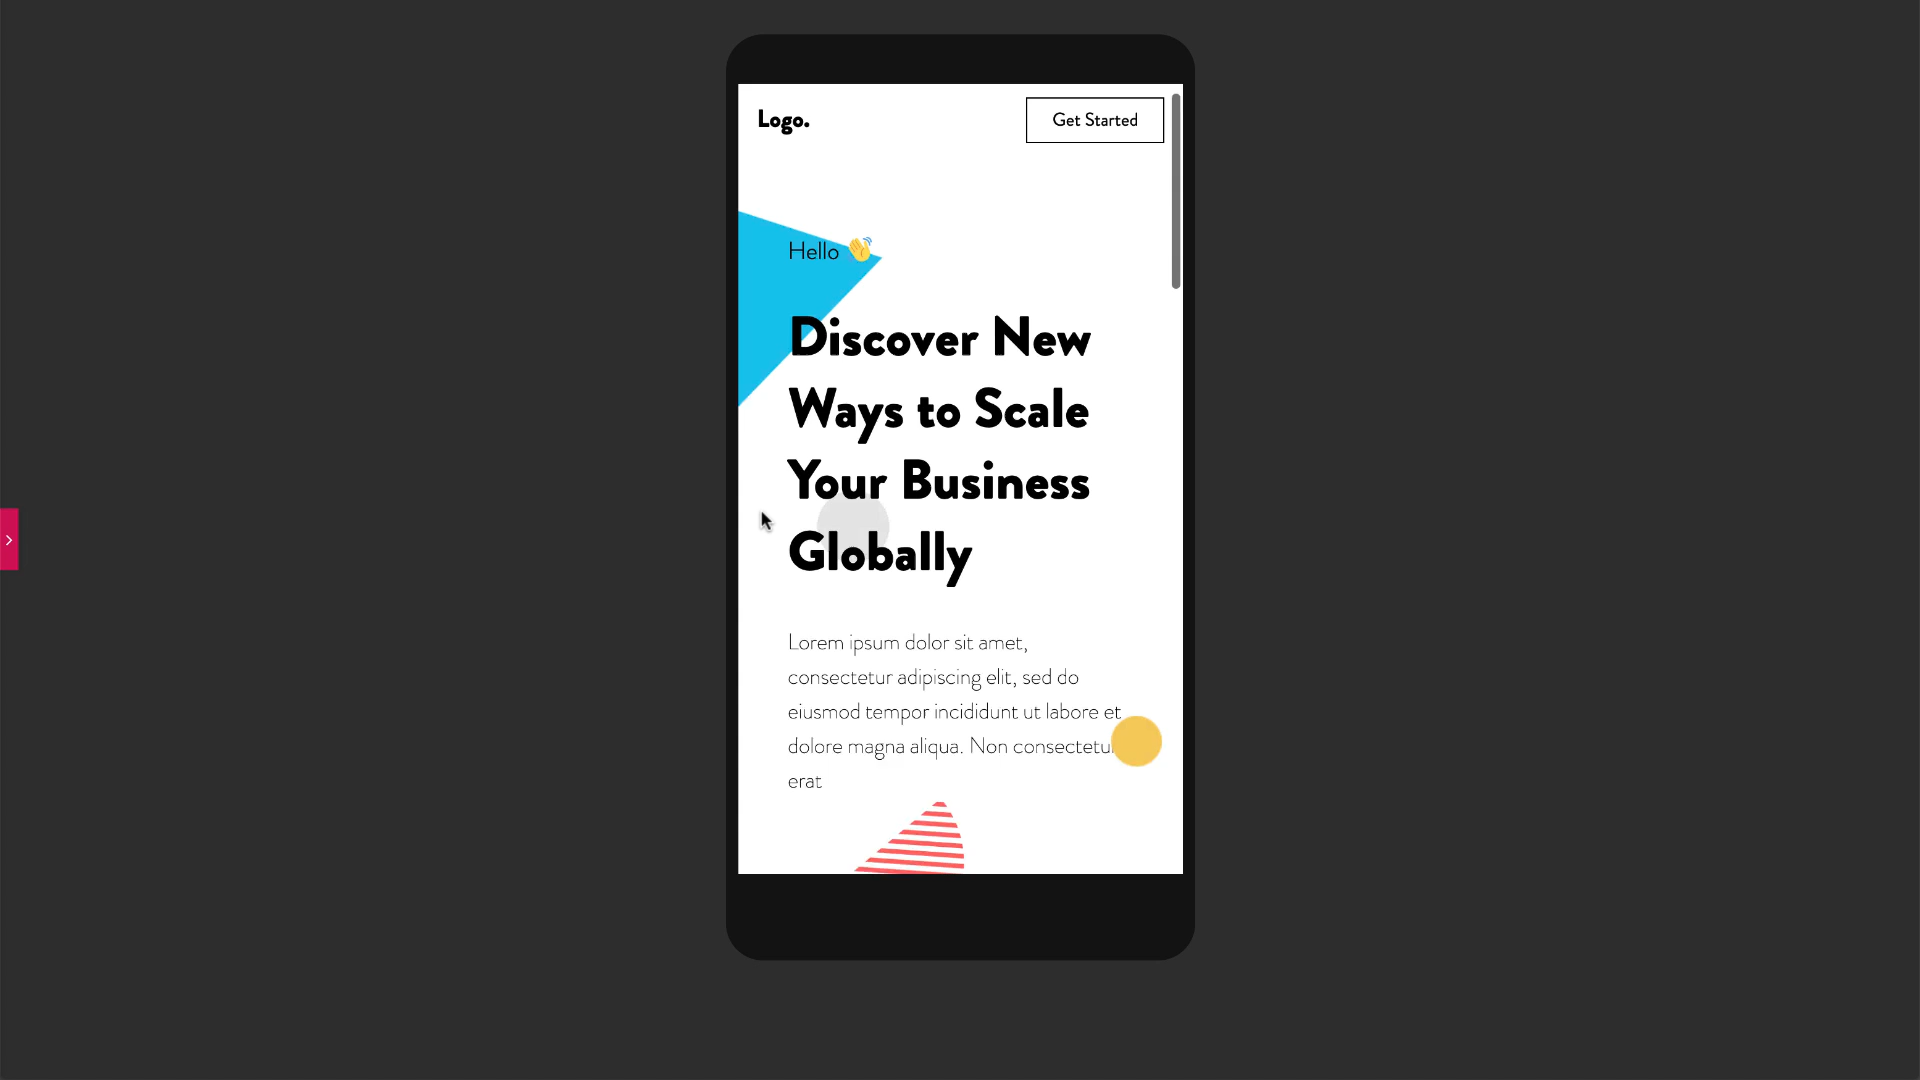 Logo.
Get Started
Hello 👋
Discover New
Ways to Scale
Your Business
Globally
Lorem ipsum dolor sit amet,
consectetur adipiscing elit, sed do
eiusmod tempor incididunt ut labore et
dolore magna aliqua. Non consectetur
erat